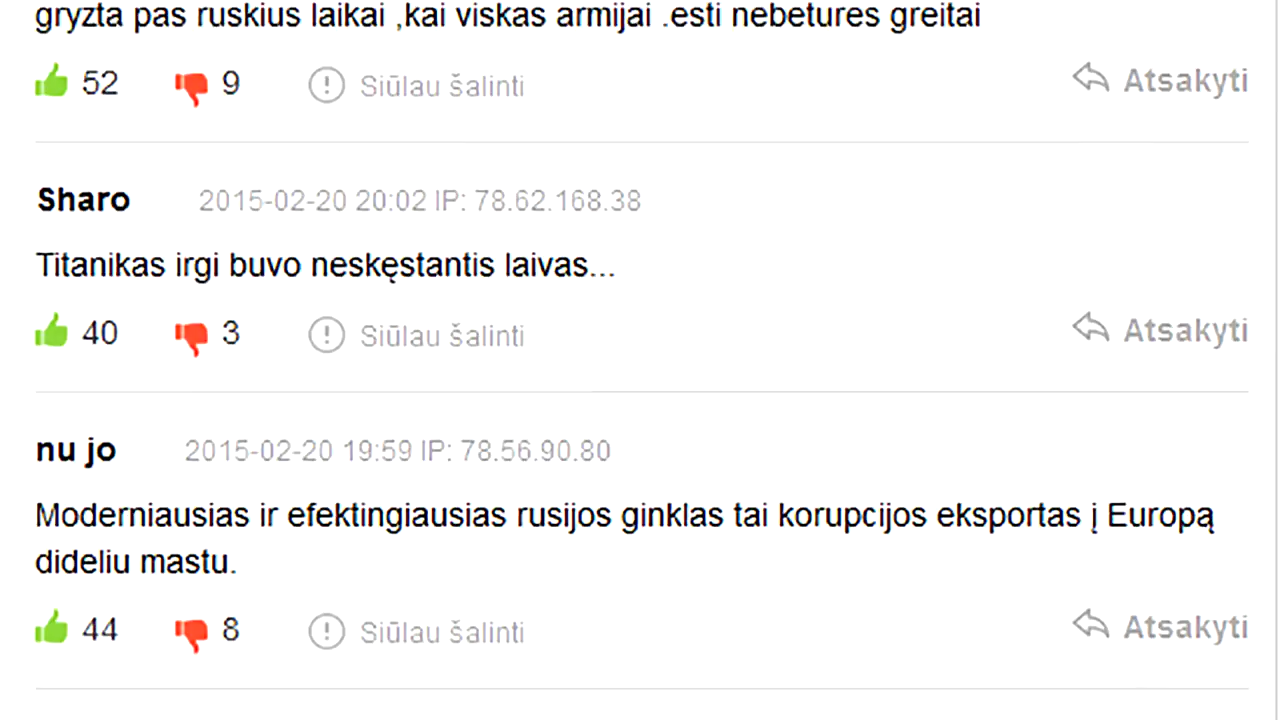 gryzta pas ruskius laikai ,kai viskas armijai .esti nebetures greitai
52 9 Siūlau šalinti Atsakyti
Sharo 2015-02-20 20:02 IP: 78.62.168.38
Titanikas irgi buvo neskęstantis laivas...
40 3 Siūlau šalinti Atsakyti
nu jo 2015-02-20 19:59 IP: 78.56.90.80
Moderniausias ir efektingiausias rusijos ginklas tai korupcijos eksportas į Europą
dideliu mastu.
44 8 Siūlau šalinti Atsakyti